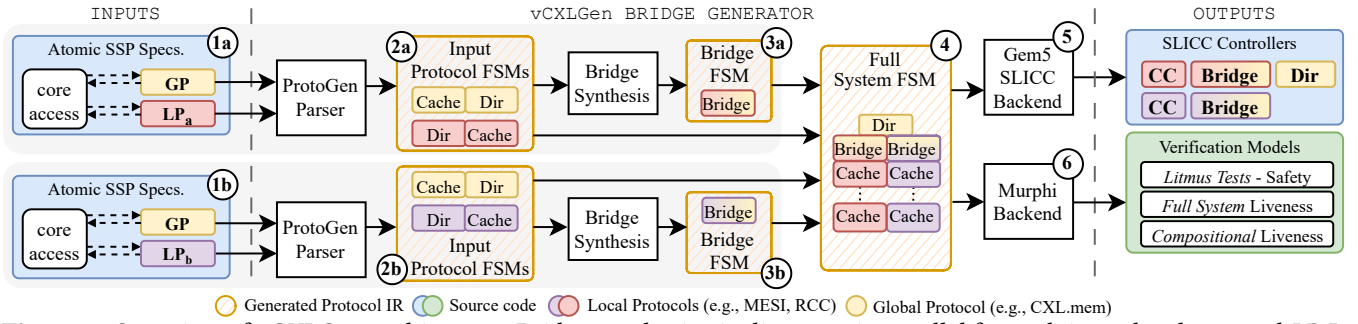 INPUTS
vCXLGen BRIDGE GENERATOR
OUTPUTS
Atomic SSP Specs.
1a
core
access
GP
LPa
ProtoGen
Parser
2a
Input
Protocol FSMs
Cache Dir
Dir Cache
Bridge
Synthesis
3a
Bridge
FSM
Bridge
4
Full
System FSM
Dir
Bridge Bridge
Cache Cache
Cache Cache
5
Gem5
SLICC
Backend
SLICC Controllers
CC Bridge Dir
CC Bridge
Atomic SSP Specs.
1b
core
access
GP
LPb
ProtoGen
Parser
2b
Cache Dir
Dir Cache
Input
Protocol FSMs
Bridge
Synthesis
Bridge
Bridge
FSM
3b
6
Murphi
Backend
Verification Models
Litmus Tests - Safety
Full System Liveness
Compositional Liveness
Generated Protocol IR
Source code
Local Protocols (e.g., MESI, RCC)
Global Protocol (e.g., CXL.mem)